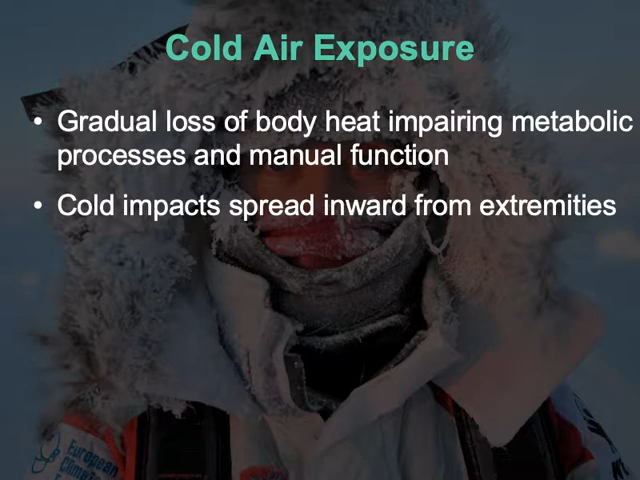 Cold Air Exposure
• Gradual loss of body heat impairing metabolic
processes and manual function
• Cold impacts spread inward from extremities
European